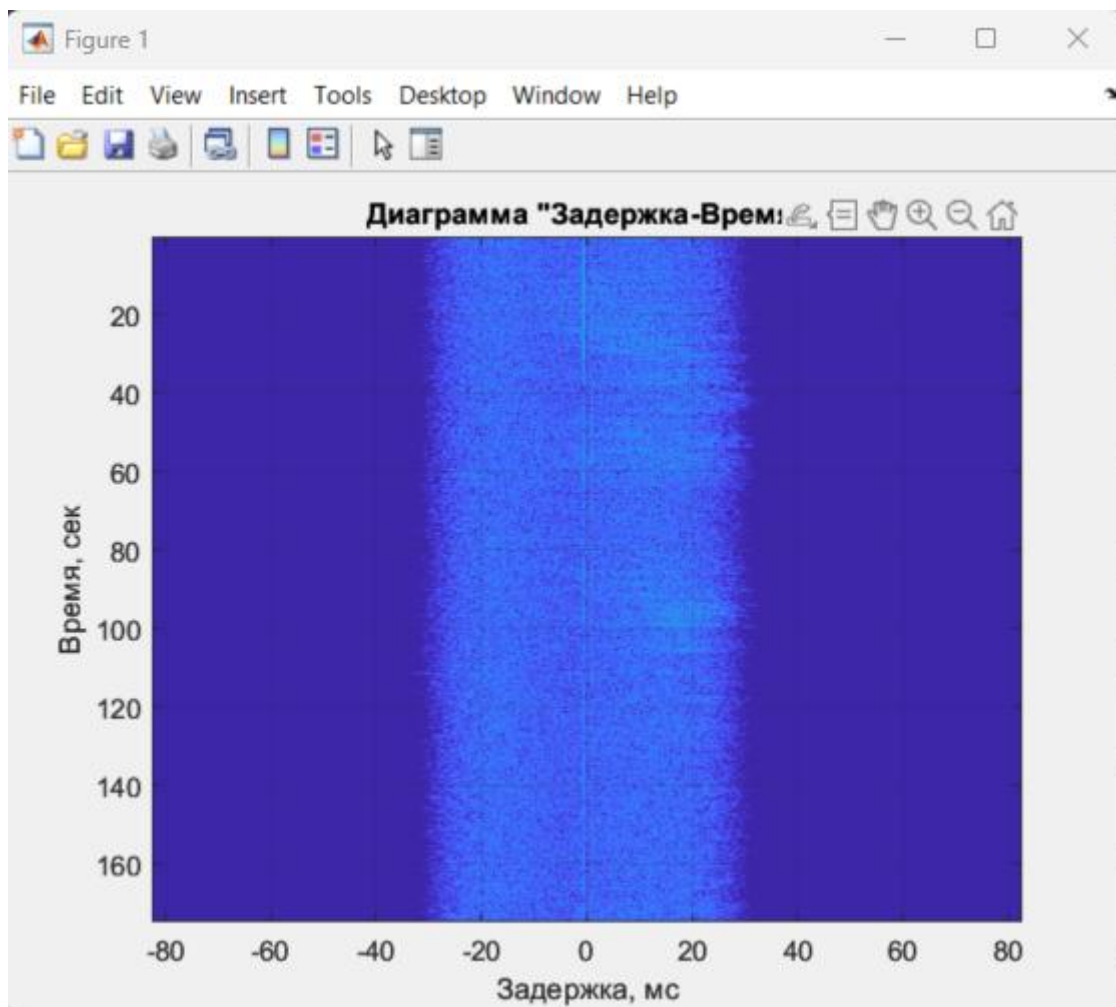 Figure 1
File Edit View Insert Tools Desktop Window Help
Диаграмма "Задержка-Врем
20
40
60
80
100
120
140
160
Время, сек
-80 -60 -40 -20 0 20 40 60 80
Задержка, мс